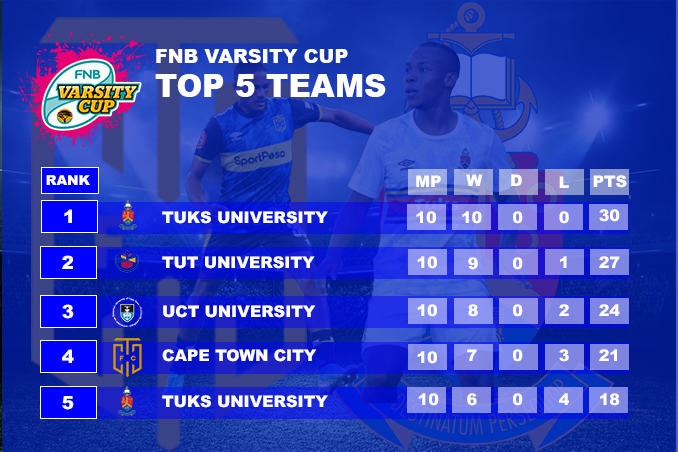 FNB VARSITY CUP
TOP 5 TEAMS
FNB
VARSITY
CUP
SportPesa
RANK MP W D L PTS
1 TUKS UNIVERSITY 10 10 0 0 30
2 TUT UNIVERSITY 10 9 0 1 27
3 UCT UNIVERSITY 10 8 0 2 24
4 CAPE TOWN CITY 10 7 0 3 21
5 TUKS UNIVERSITY 10 6 0 4 18